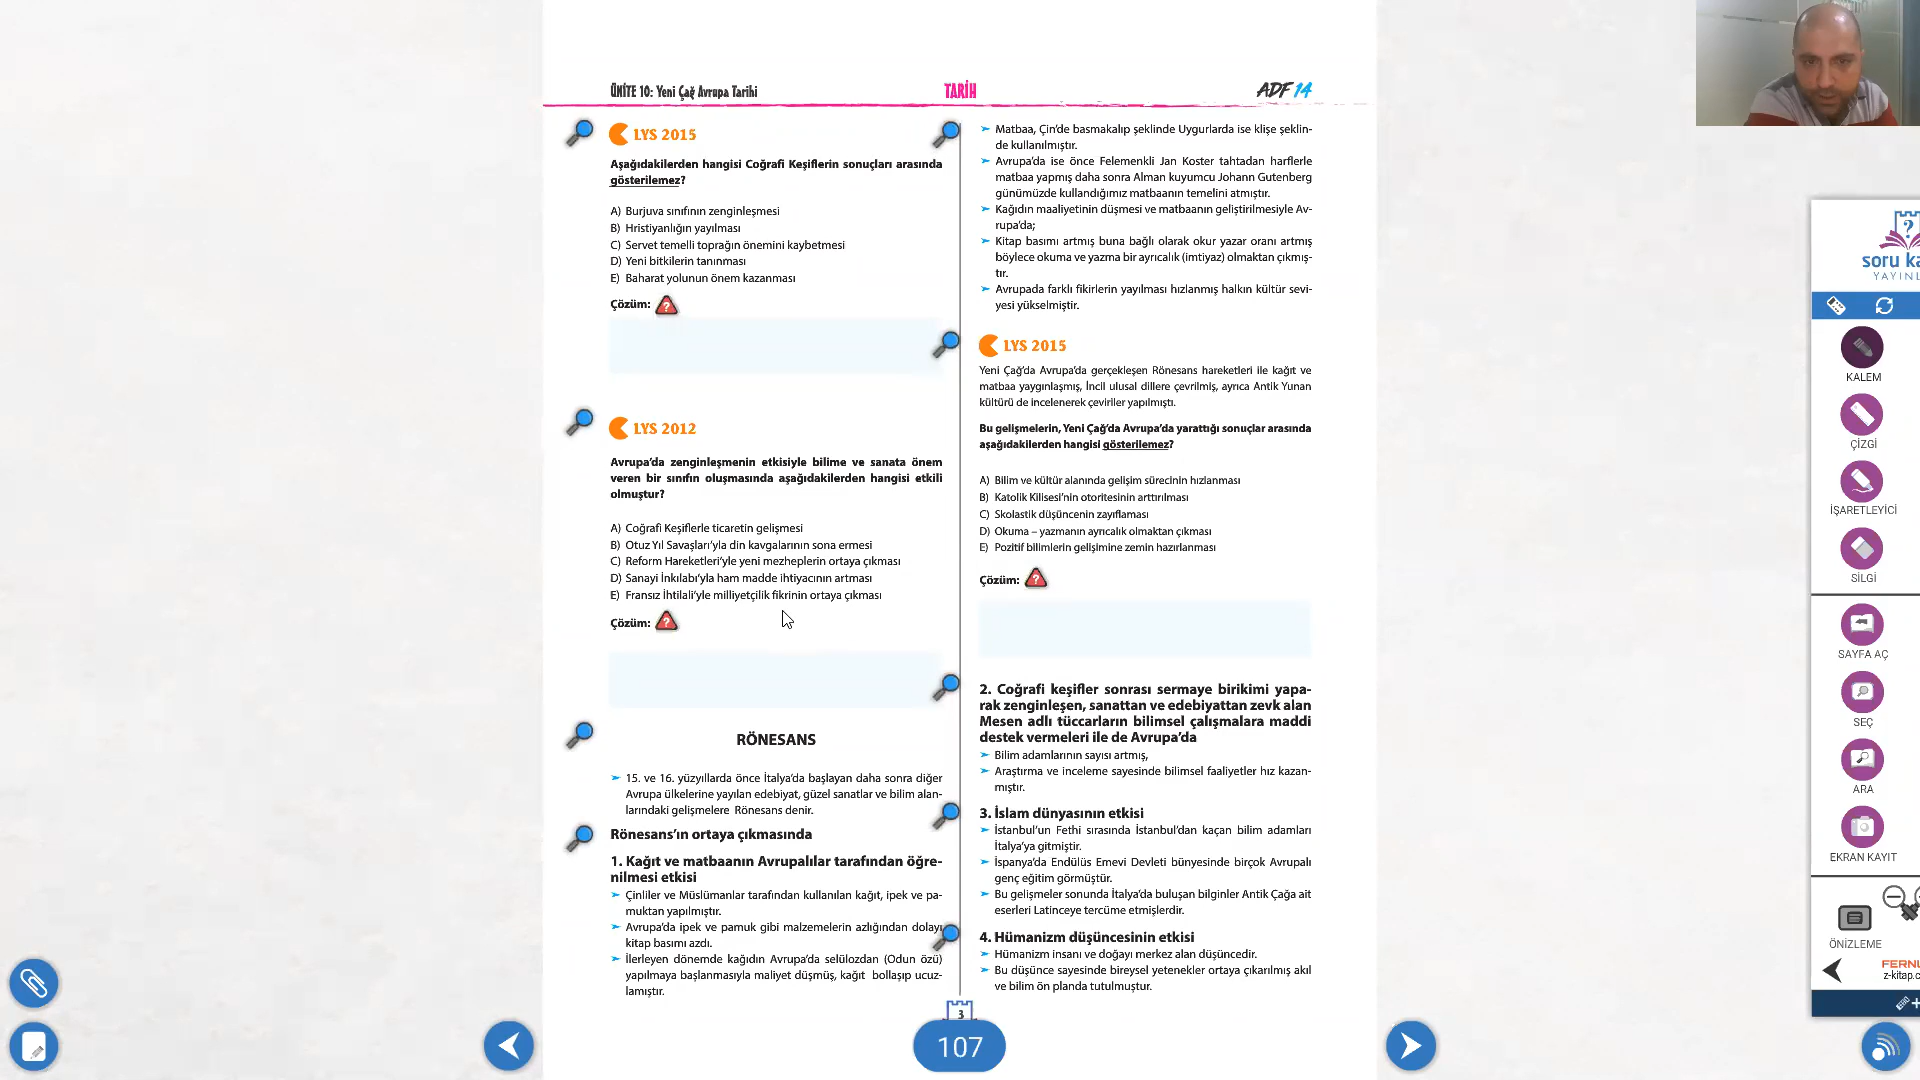 ÜNİTE 10: Yeni Çağ Avrupa Tarihi
TARİH
ADF 14
LYS 2015
Aşağıdakilerden hangisi Coğrafi Keşiflerin sonuçları arasında
gösterilemez?
A) Burjuva sınıfının zenginleşmesi
B) Hristiyanlığın yayılması
C) Servet temelli toprağın önemini kaybetmesi
D) Yeni bitkilerin tanınması
E) Baharat yolunun önem kazanması
Çözüm:
LYS 2012
Avrupa’da zenginleşmenin etkisiyle bilime ve sanata önem
veren bir sınıfın oluşmasında aşağıdakilerden hangisi etkili
olmuştur?
A) Coğrafi Keşiflerle ticaretin gelişmesi
B) Otuz Yıl Savaşları’yla din kavgalarının sona ermesi
C) Reform Hareketleri’yle yeni mezheplerin ortaya çıkması
D) Sanayi İnkılabı’yla ham madde ihtiyacının artması
E) Fransız İhtilali’yle milliyetçilik fikrinin ortaya çıkması
Çözüm:
RÖNESANS
15. ve 16. yüzyıllarda önce İtalya’da başlayan daha sonra diğer
Avrupa ülkelerine yayılan edebiyat, güzel sanatlar ve bilim alan-
larındaki gelişmelere Rönesans denir.
Rönesans’ın ortaya çıkmasında
1. Kağıt ve matbaanın Avrupalılar tarafından öğre-
nilmesi etkisi
Çinliler ve Müslümanlar tarafından kullanılan kağıt, ipek ve pa-
muktan yapılmıştır.
Avrupa’da ipek ve pamuk gibi malzemelerin azlığından dolayı
kitap basımı azdı.
İlerleyen dönemde kağıdın Avrupa’da selülozdan (Odun özü)
yapılmaya başlanmasıyla maliyet düşmüş, kağıt bollaşıp ucuz-
lamıştır.
Matbaa, Çin’de basmakalıp şeklinde Uygurlarda ise klişe şeklin-
de kullanılmıştır.
Avrupa’da ise önce Felemenkli Jan Koster tahtadan harflerle
matbaa yapmış daha sonra Alman kuyumcu Johann Gutenberg
günümüzde kullandığımız matbaanın temelini atmıştır.
Kağıdın maaliyetinin düşmesi ve matbaanın geliştirilmesiyle Av-
rupa’da;
Kitap basımı artmış buna bağlı olarak okur yazar oranı artmış
böylece okuma ve yazma bir ayrıcalık (imtiyaz) olmaktan çıkmış-
tır.
Avrupada farklı fikirlerin yayılması hızlanmış halkın kültür sevi-
yesi yükselmiştir.
LYS 2015
Yeni Çağ’da Avrupa’da gerçekleşen Rönesans hareketleri ile kağıt ve
matbaa yaygınlaşmış, İncil ulusal dillere çevrilmiş, ayrıca Antik Yunan
kültürü de incelenerek çeviriler yapılmıştı.
Bu gelişmelerin, Yeni Çağ’da Avrupa’da yarattığı sonuçlar arasında
aşağıdakilerden hangisi gösterilemez?
A) Bilim ve kültür alanında gelişim sürecinin hızlanması
B) Katolik Kilisesi’nin otoritesinin arttırılması
C) Skolastik düşüncenin zayıflaması
D) Okuma – yazmanın ayrıcalık olmaktan çıkması
E) Pozitif bilimlerin gelişimine zemin hazırlanması
Çözüm:
2. Coğrafi keşifler sonrası sermaye birikimi yapa-
rak zenginleşen, sanattan ve edebiyattan zevk alan
Mesen adlı tüccarların bilimsel çalışmalara maddi
destek vermeleri ile de Avrupa’da
Bilim adamlarının sayısı artmış,
Araştırma ve inceleme sayesinde bilimsel faaliyetler hız kazan-
mıştır.
3. İslam dünyasının etkisi
İstanbul’un Fethi sırasında İstanbul’dan kaçan bilim adamları
İtalya’ya gitmiştir.
İspanya’da Endülüs Emevi Devleti bünyesinde birçok Avrupalı
genç eğitim görmüştür.
Bu gelişmeler sonunda İtalya’da buluşan bilginler Antik Çağa ait
eserleri Latinceye tercüme etmişlerdir.
4. Hümanizm düşüncesinin etkisi
Hümanizm insanı ve doğayı merkez alan düşüncedir.
Bu düşünce sayesinde bireysel yetenekler ortaya çıkarılmış akıl
ve bilim ön planda tutulmuştur.
3
107
soru ka
YAYINL
KALEM
ÇİZGİ
İŞARETLEYİCİ
SİLGİ
SAYFA AÇ
SEÇ
ARA
EKRAN KAYIT
ÖNİZLEME
FERNU
z-kitap.c